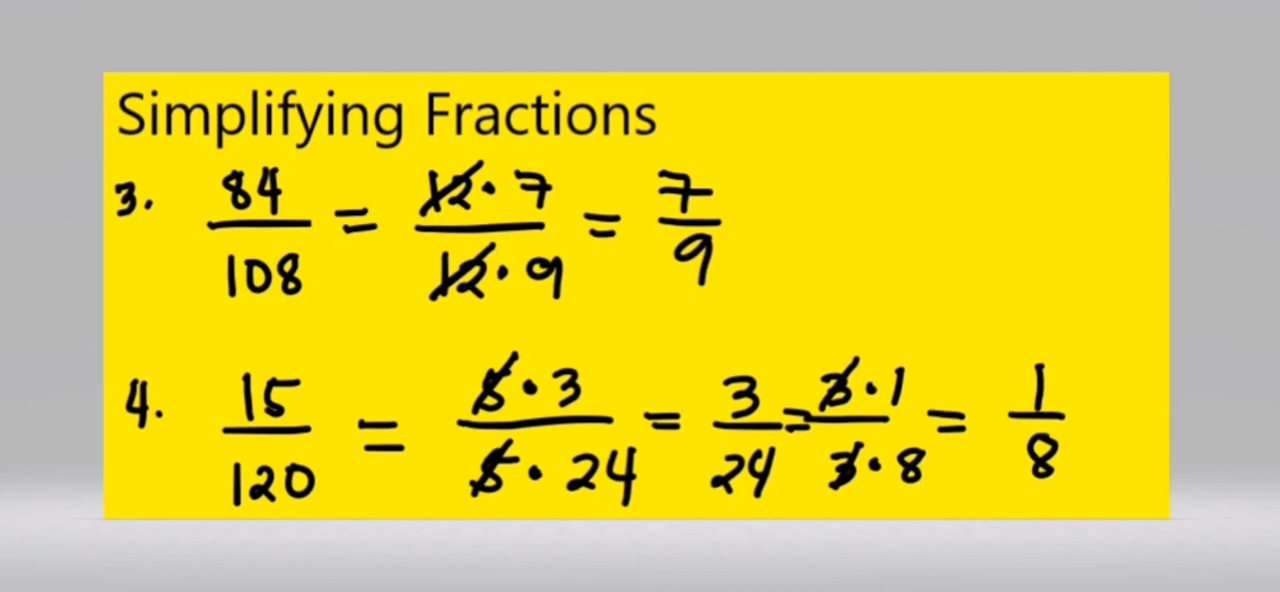 Simplifying Fractions
3. 84/108 = 12·7/12·9 = 7/9
4. 15/120 = 5·3/5·24 = 3/24 = 3·1/3·8 = 1/8